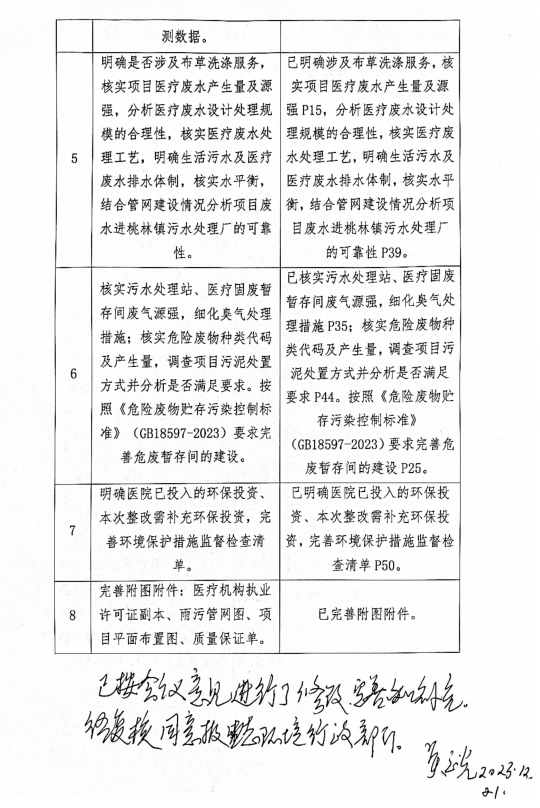 测数据。
5
明确是否涉及布草洗涤服务，
核实项目医疗废水产生量及源
强，分析医疗废水设计处理规
模的合理性，核实医疗废水处
理工艺，明确生活污水及医疗
废水排水体制，核实水平衡，
结合管网建设情况分析项目废
水进桃林镇污水处理厂的可靠
性。
已明确涉及布草洗涤服务，核
实项目医疗废水产生量及源
强 P15，分析医疗废水设计处
理规模的合理性，核实医疗废
水处理工艺，明确生活污水及
医疗废水排水体制，核实水平
衡，结合管网建设情况分析项
目废水进桃林镇污水处理厂
的可靠性 P39。
6
核实污水处理站、医疗固废暂
存间废气源强，细化臭气处理
措施；核实危险废物种类代码
及产生量，调查项目污泥处置
方式并分析是否满足要求。按
照《危险废物贮存污染控制标
准》（GB18597-2023）要求完
善危废暂存间的建设。
已核实污水处理站、医疗固废
暂存间废气源强，细化臭气处
理措施 P35；核实危险废物种
类代码及产生量，调查项目污
泥处置方式并分析是否满足
要求 P44。按照《危险废物贮
存污染控制标准》
（GB18597-2023）要求完善危
废暂存间的建设 P25。
7
明确医院已投入的环保投资、
本次整改需补充环保投资，完
善环境保护措施监督检查清
单。
已明确医院已投入的环保投
资、本次整改需补充环保投
资，完善环境保护措施监督检
查清单 P50。
8
完善附图附件：医疗机构执业
许可证副本、雨污管网图、项
目平面布置图、质量保证单。
已完善附图附件。
已按会议意见进行了修改、完善和补充。
经复核同意报生态环境行政部门。
2023.12
21.